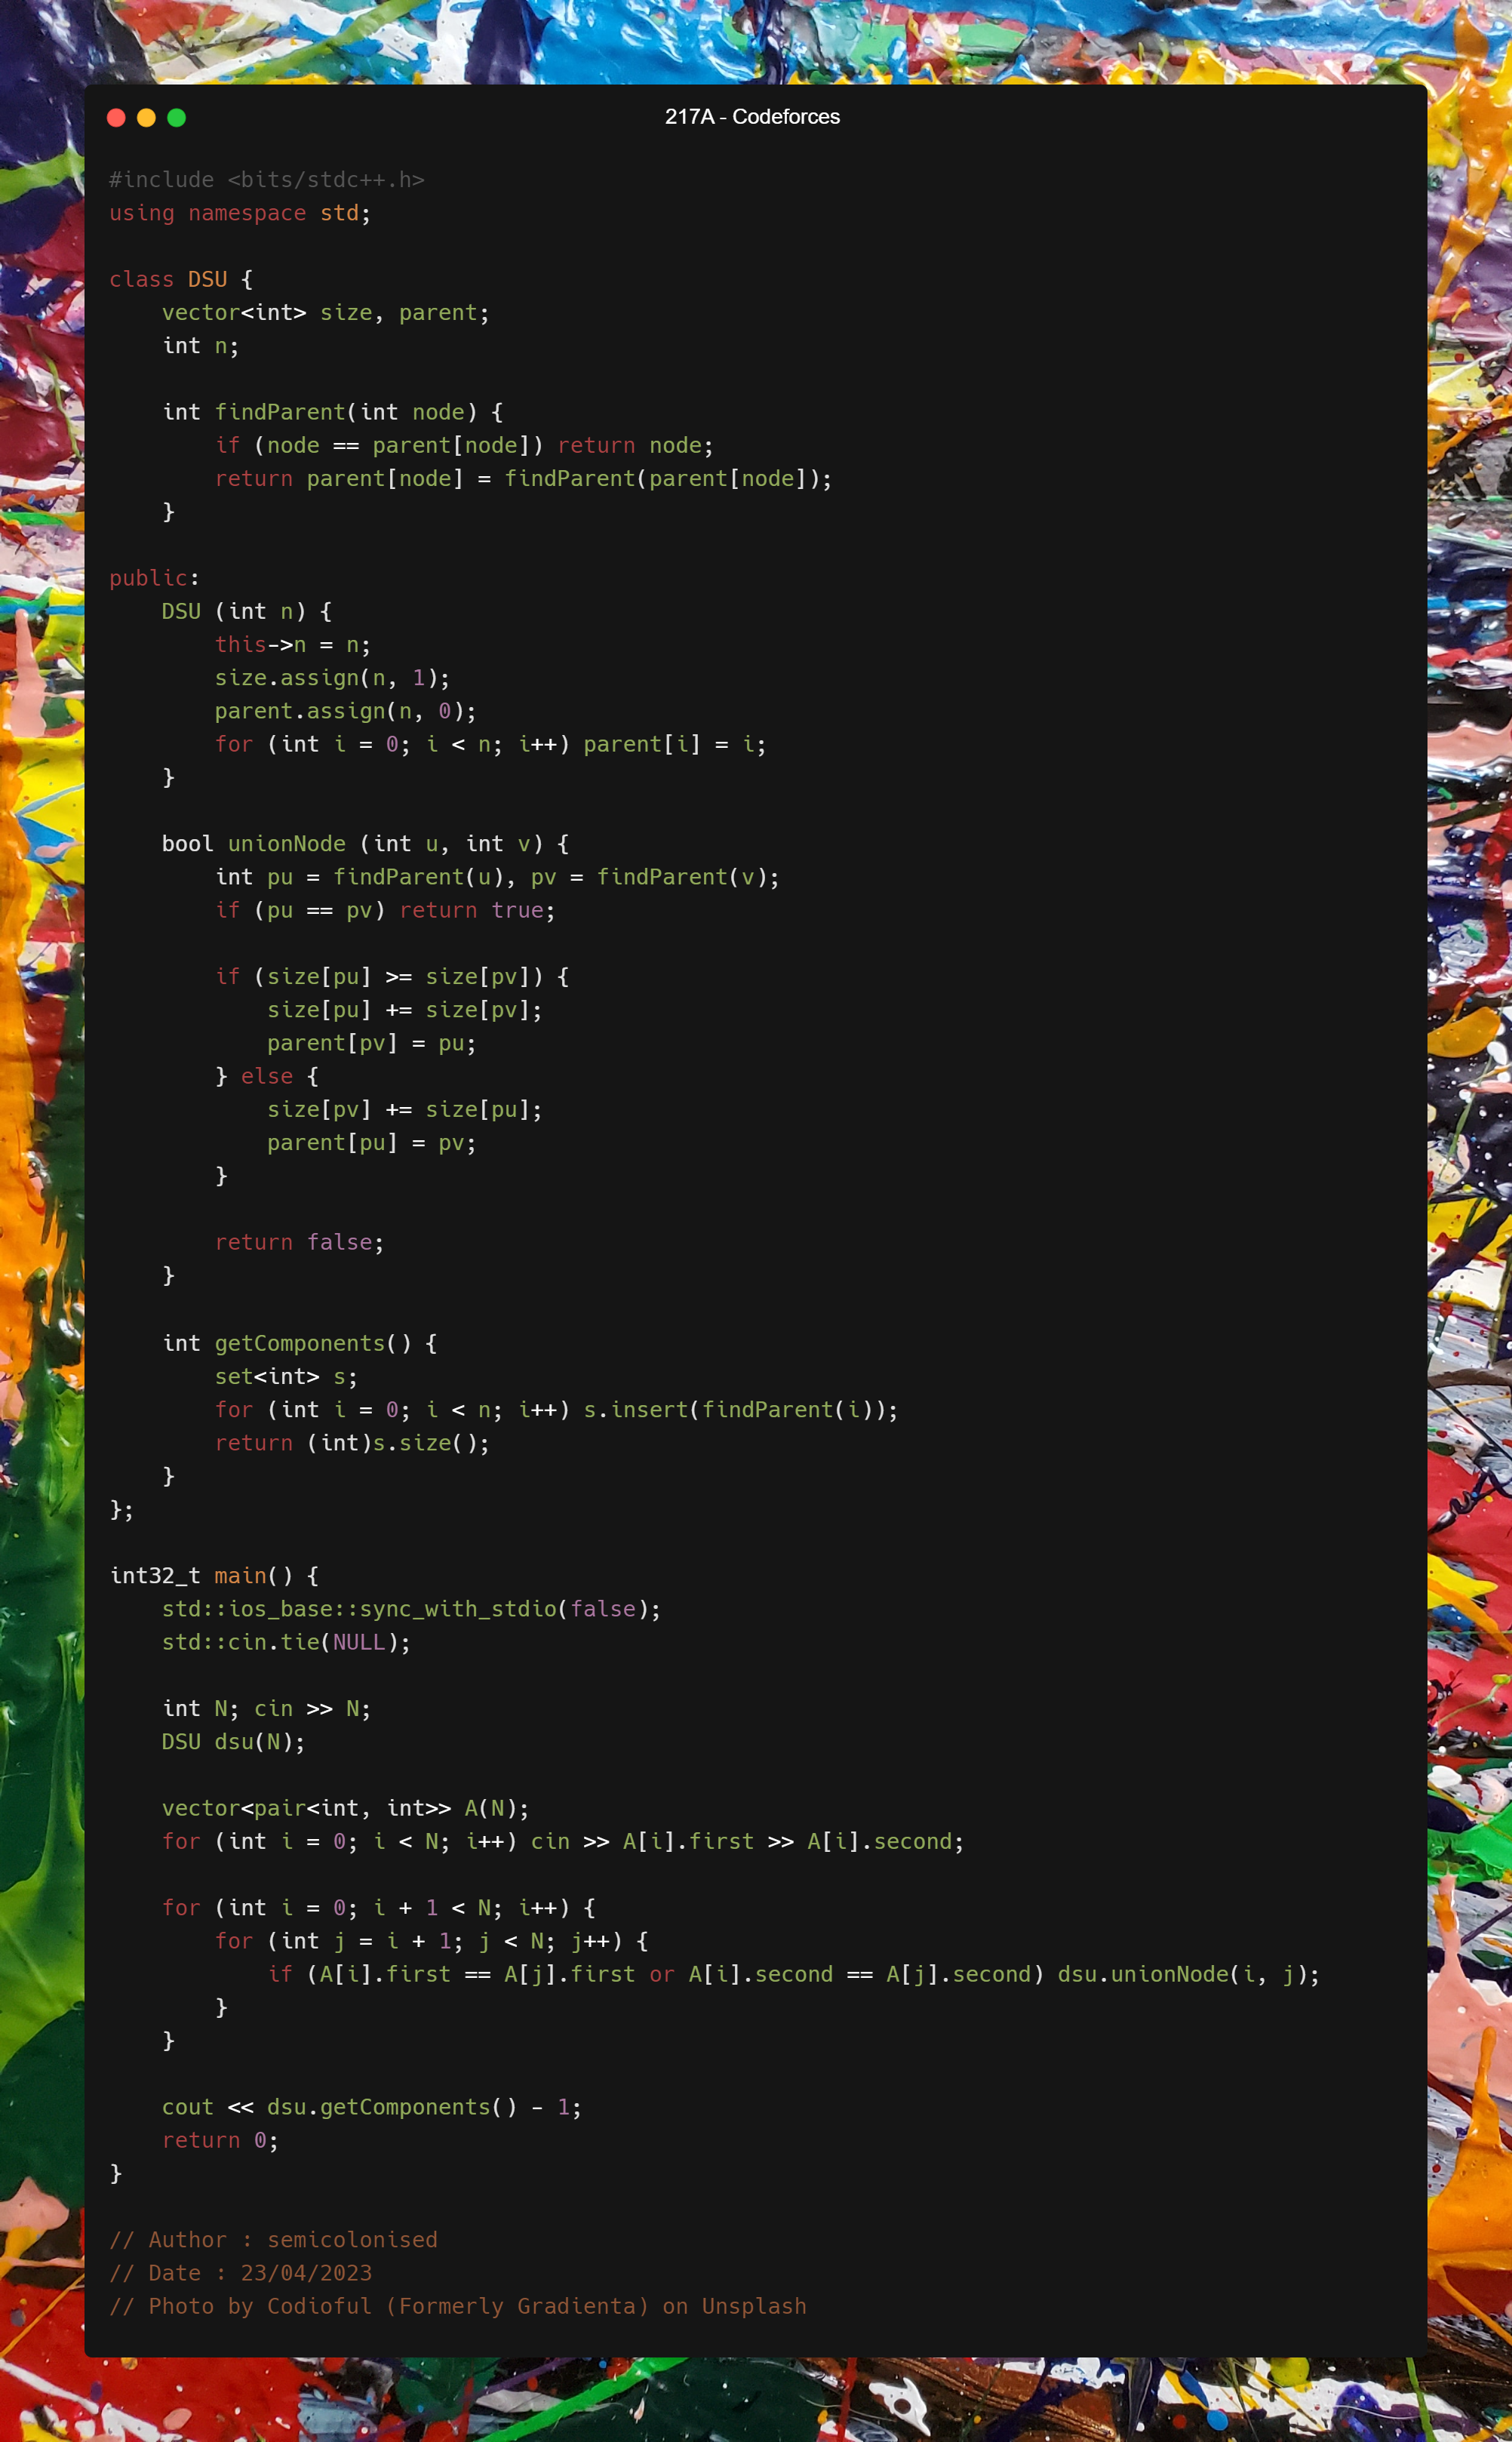 217A - Codeforces
#include <bits/stdc++.h>
using namespace std;
class DSU {
    vector<int> size, parent;
    int n;
    int findParent(int node) {
        if (node == parent[node]) return node;
        return parent[node] = findParent(parent[node]);
    }
public:
    DSU (int n) {
        this->n = n;
        size.assign(n, 1);
        parent.assign(n, 0);
        for (int i = 0; i < n; i++) parent[i] = i;
    }
    bool unionNode (int u, int v) {
        int pu = findParent(u), pv = findParent(v);
        if (pu == pv) return true;
        if (size[pu] >= size[pv]) {
            size[pu] += size[pv];
            parent[pv] = pu;
        } else {
            size[pv] += size[pu];
            parent[pu] = pv;
        }
        return false;
    }
    int getComponents() {
        set<int> s;
        for (int i = 0; i < n; i++) s.insert(findParent(i));
        return (int)s.size();
    }
};
int32_t main() {
    std::ios_base::sync_with_stdio(false);
    std::cin.tie(NULL);
    int N; cin >> N;
    DSU dsu(N);
    vector<pair<int, int>> A(N);
    for (int i = 0; i < N; i++) cin >> A[i].first >> A[i].second;
    for (int i = 0; i + 1 < N; i++) {
        for (int j = i + 1; j < N; j++) {
            if (A[i].first == A[j].first or A[i].second == A[j].second) dsu.unionNode(i, j);
        }
    }
    cout << dsu.getComponents() - 1;
    return 0;
}
// Author : semicolonised
// Date : 23/04/2023
// Photo by Codioful (Formerly Gradienta) on Unsplash